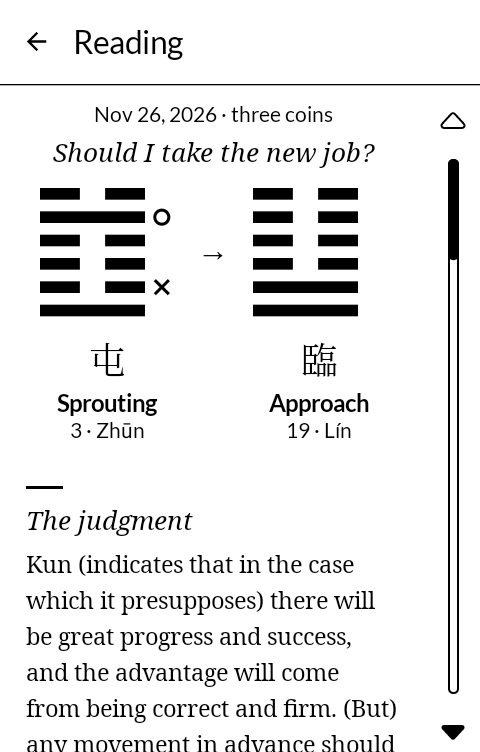 Reading
Nov 26, 2026 · three coins
Should I take the new job?
→
屯 臨
Sprouting Approach
3 · Zhūn 19 · Lín
The judgment
Kun (indicates that in the case
which it presupposes) there will
be great progress and success,
and the advantage will come
from being correct and firm. (But)
any movement in advance should